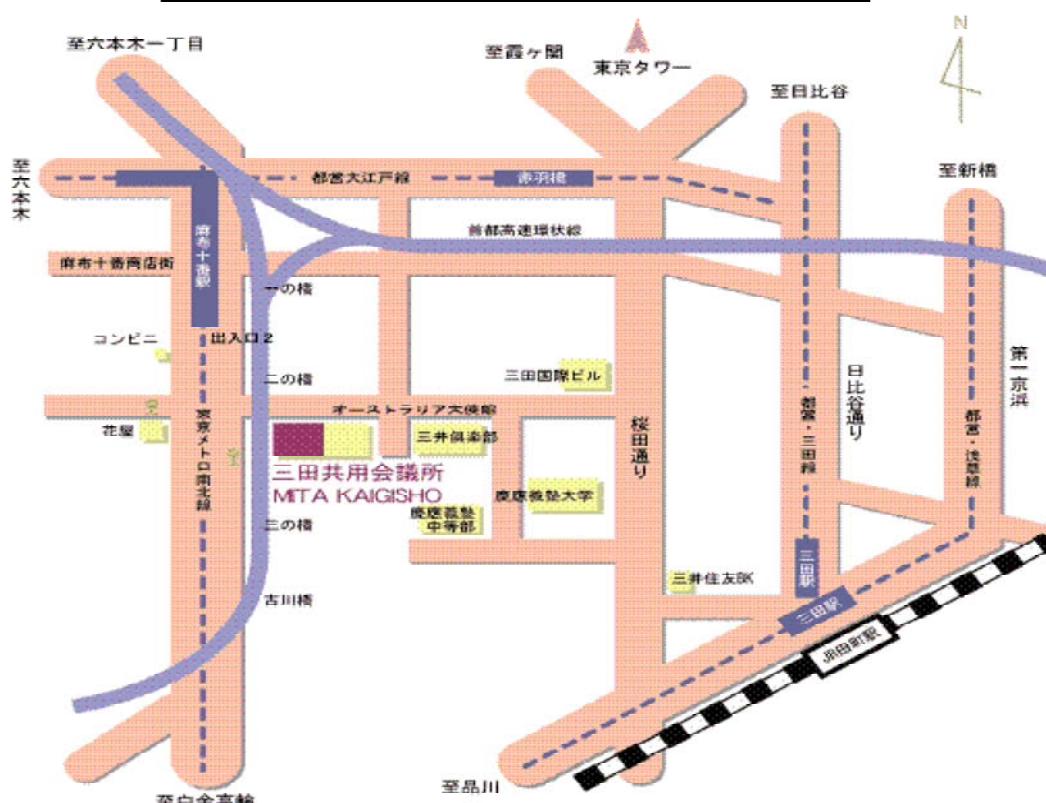 至六本木一丁目
至霞ヶ関
東京タワー
至日比谷
N
至六本木
都営大江戸線
赤羽橋
至新橋
麻布十番駅
首都高速環状線
麻布十番商店街
一の橋
コンビニ
出入口2
二の橋
三田国際ビル
第一京浜
日比谷通り
オーストラリア大使館
花屋
東京メトロ南北線
三井倶楽部
桜田通り
都営・三田線
都営・浅草線
三田共用会議所
MITA KAIGISHO
慶應義塾大学
慶應義塾
中等部
三の橋
三田駅
三井住友BK
古川橋
三田駅
JR田町駅
至品川
至白金高輪